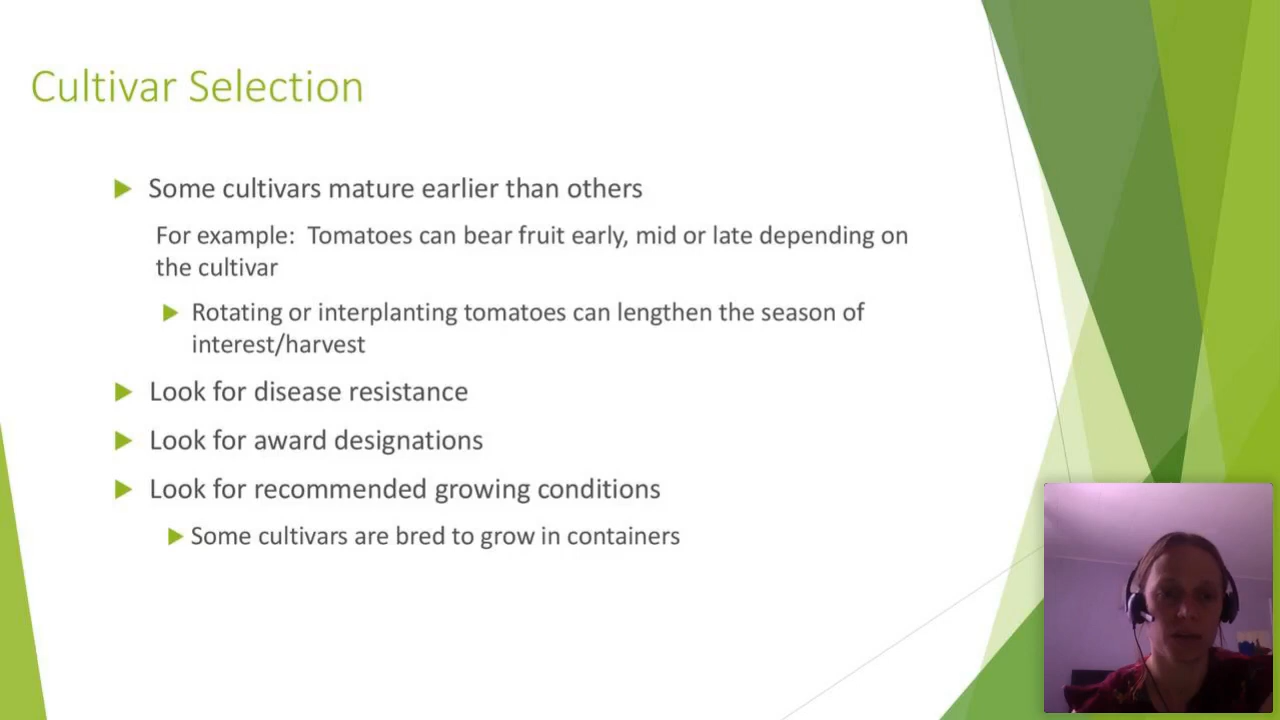 Cultivar Selection
Some cultivars mature earlier than others
For example:  Tomatoes can bear fruit early, mid or late depending on
the cultivar
Rotating or interplanting tomatoes can lengthen the season of
interest/harvest
Look for disease resistance
Look for award designations
Look for recommended growing conditions
Some cultivars are bred to grow in containers